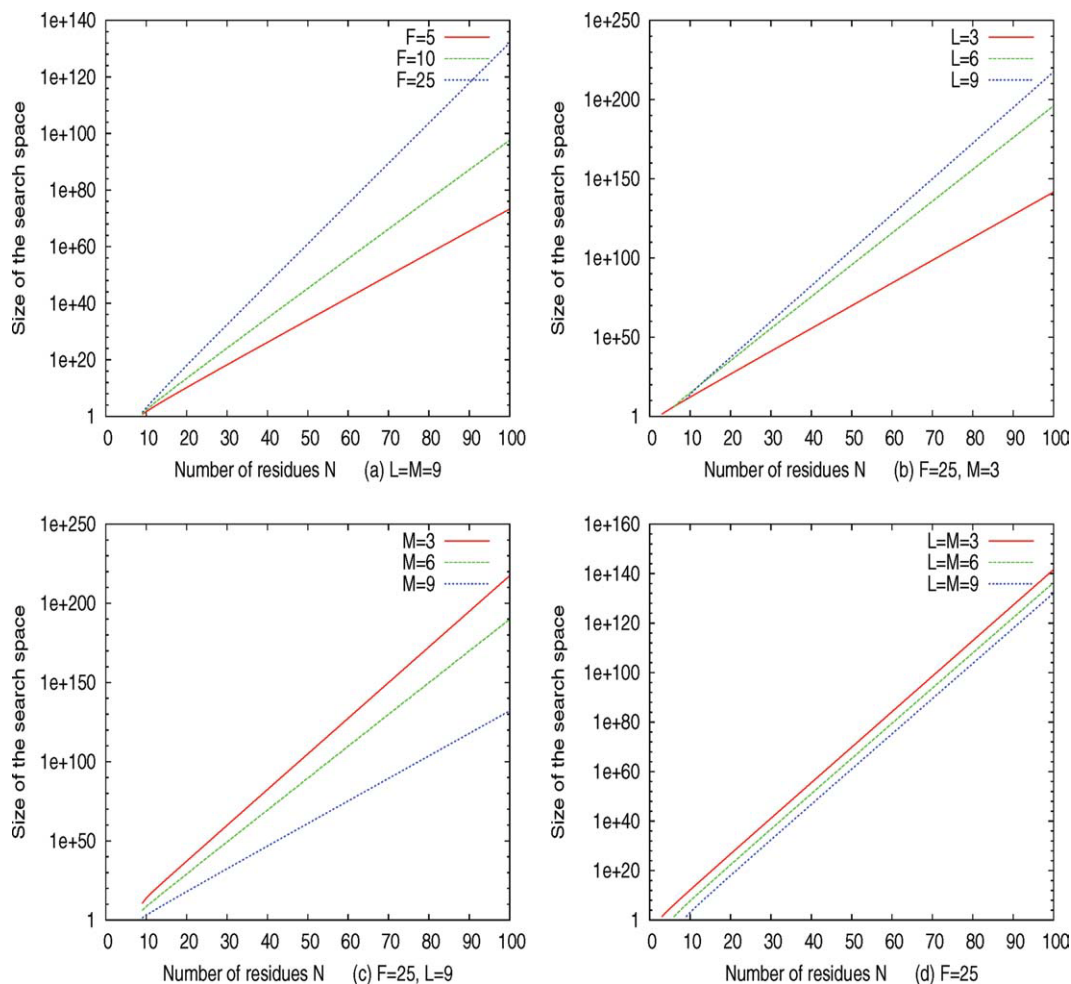 1e+140
1e+120
1e+100
1e+80
1e+60
1e+40
1e+20
1
Size of the search space
F=5
F=10
F=25
0 10 20 30 40 50 60 70 80 90 100
Number of residues N (a) L=M=9
1e+250
1e+200
1e+150
1e+100
1e+50
1
Size of the search space
L=3
L=6
L=9
0 10 20 30 40 50 60 70 80 90 100
Number of residues N (b) F=25, M=3
1e+250
1e+200
1e+150
1e+100
1e+50
1
Size of the search space
M=3
M=6
M=9
0 10 20 30 40 50 60 70 80 90 100
Number of residues N (c) F=25, L=9
1e+160
1e+140
1e+120
1e+100
1e+80
1e+60
1e+40
1e+20
1
Size of the search space
L=M=3
L=M=6
L=M=9
0 10 20 30 40 50 60 70 80 90 100
Number of residues N (d) F=25